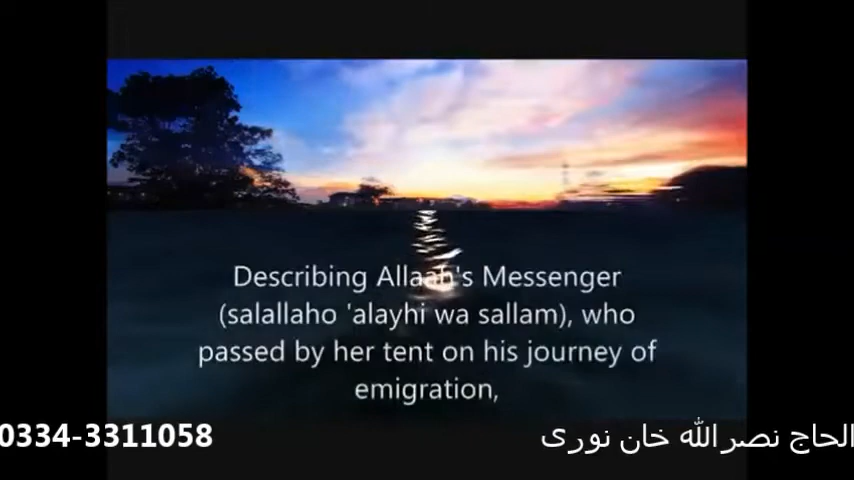 Describing Allaah's Messenger
(salallaho 'alayhi wa sallam), who
passed by her tent on his journey of
emigration,
0334-3311058
الحاج نصراللہ خان نوری